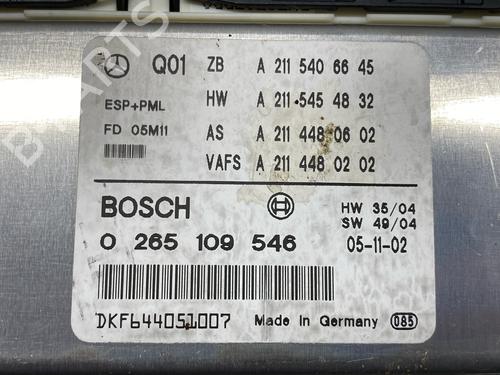 Q01 ZB A 211 540 66 45
ESP+PML HW A 211 545 48 32
FD 05M11 AS A 211 448 06 02
VAFS A 211 448 02 02
BOSCH HW 35/04
SW 49/04
0 265 109 546 05-11-02
DKF644051007 Made in Germany 085